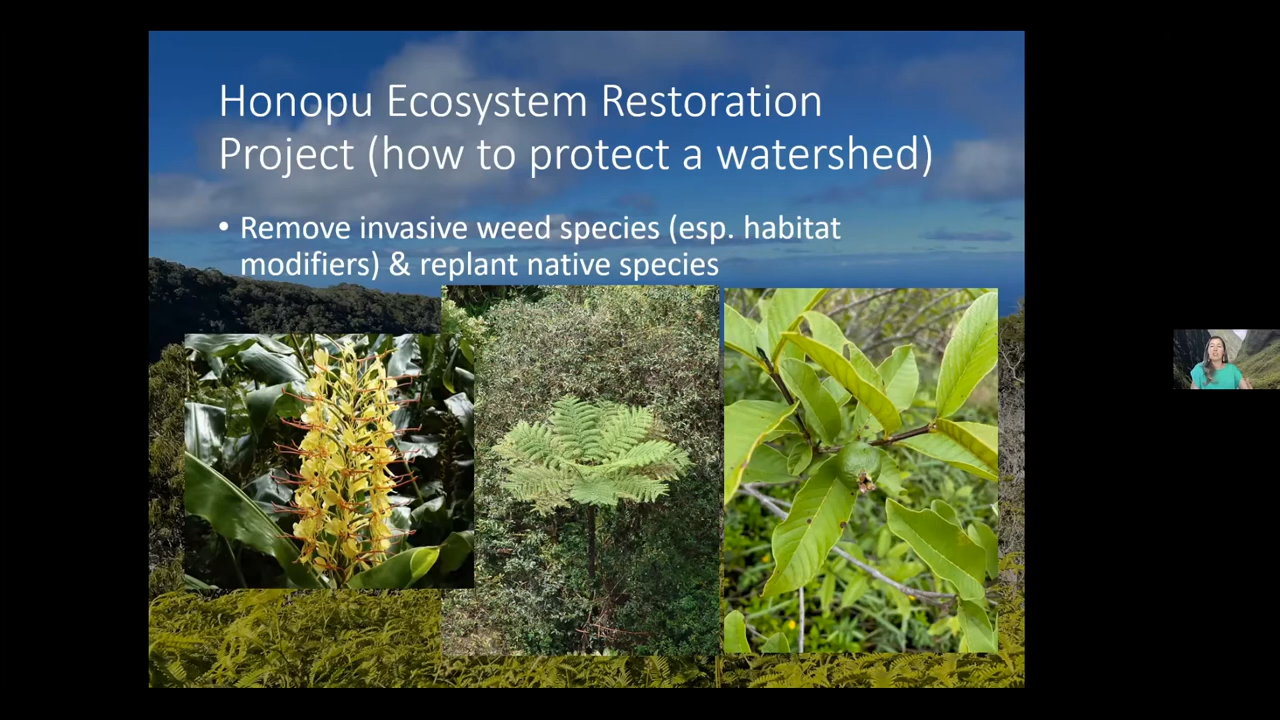 Honopu Ecosystem Restoration
Project (how to protect a watershed)
• Remove invasive weed species (esp. habitat
modifiers) & replant native species